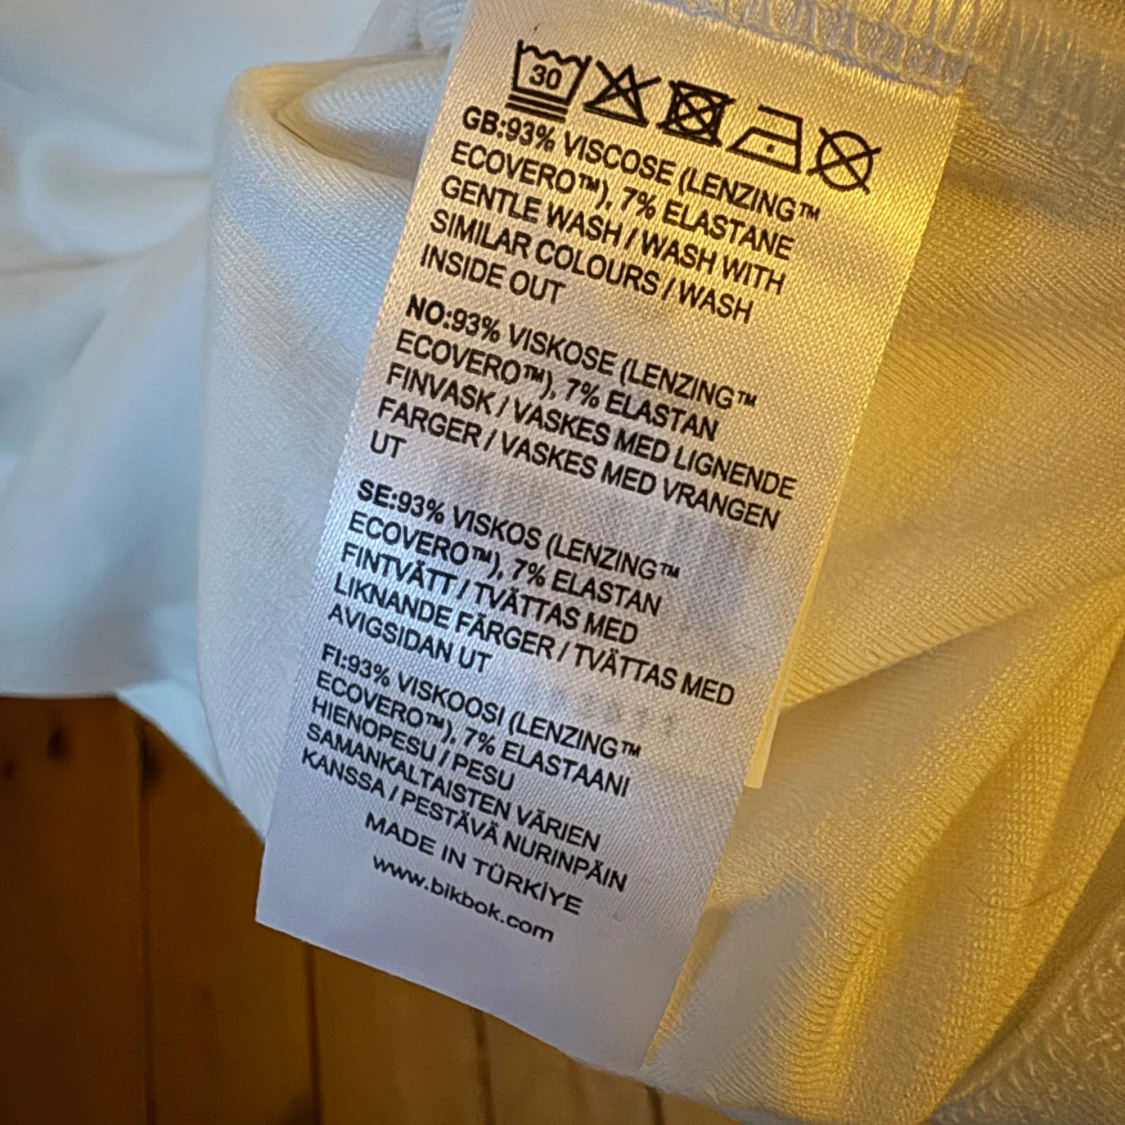 30
GB:93% VISCOSE (LENZING™
ECOVERO™), 7% ELASTANE
GENTLE WASH / WASH WITH
SIMILAR COLOURS / WASH
INSIDE OUT
NO:93% VISKOSE (LENZING™
ECOVERO™), 7% ELASTAN
FINVASK / VASKES MED LIGNENDE
FARGER / VASKES MED VRANGEN
UT
SE:93% VISKOS (LENZING™
ECOVERO™), 7% ELASTAN
FINTVÄTT / TVÄTTAS MED
LIKNANDE FÄRGER / TVÄTTAS MED
AVIGSIDAN UT
FI:93% VISKOOSI (LENZING™
ECOVERO™), 7% ELASTAANI
HIENOPESU / PESU
SAMANKALTAISTEN VÄRIEN
KANSSA / PESTÄVÄ NURINPÄIN
MADE IN TÜRKİYE
www.bikbok.com